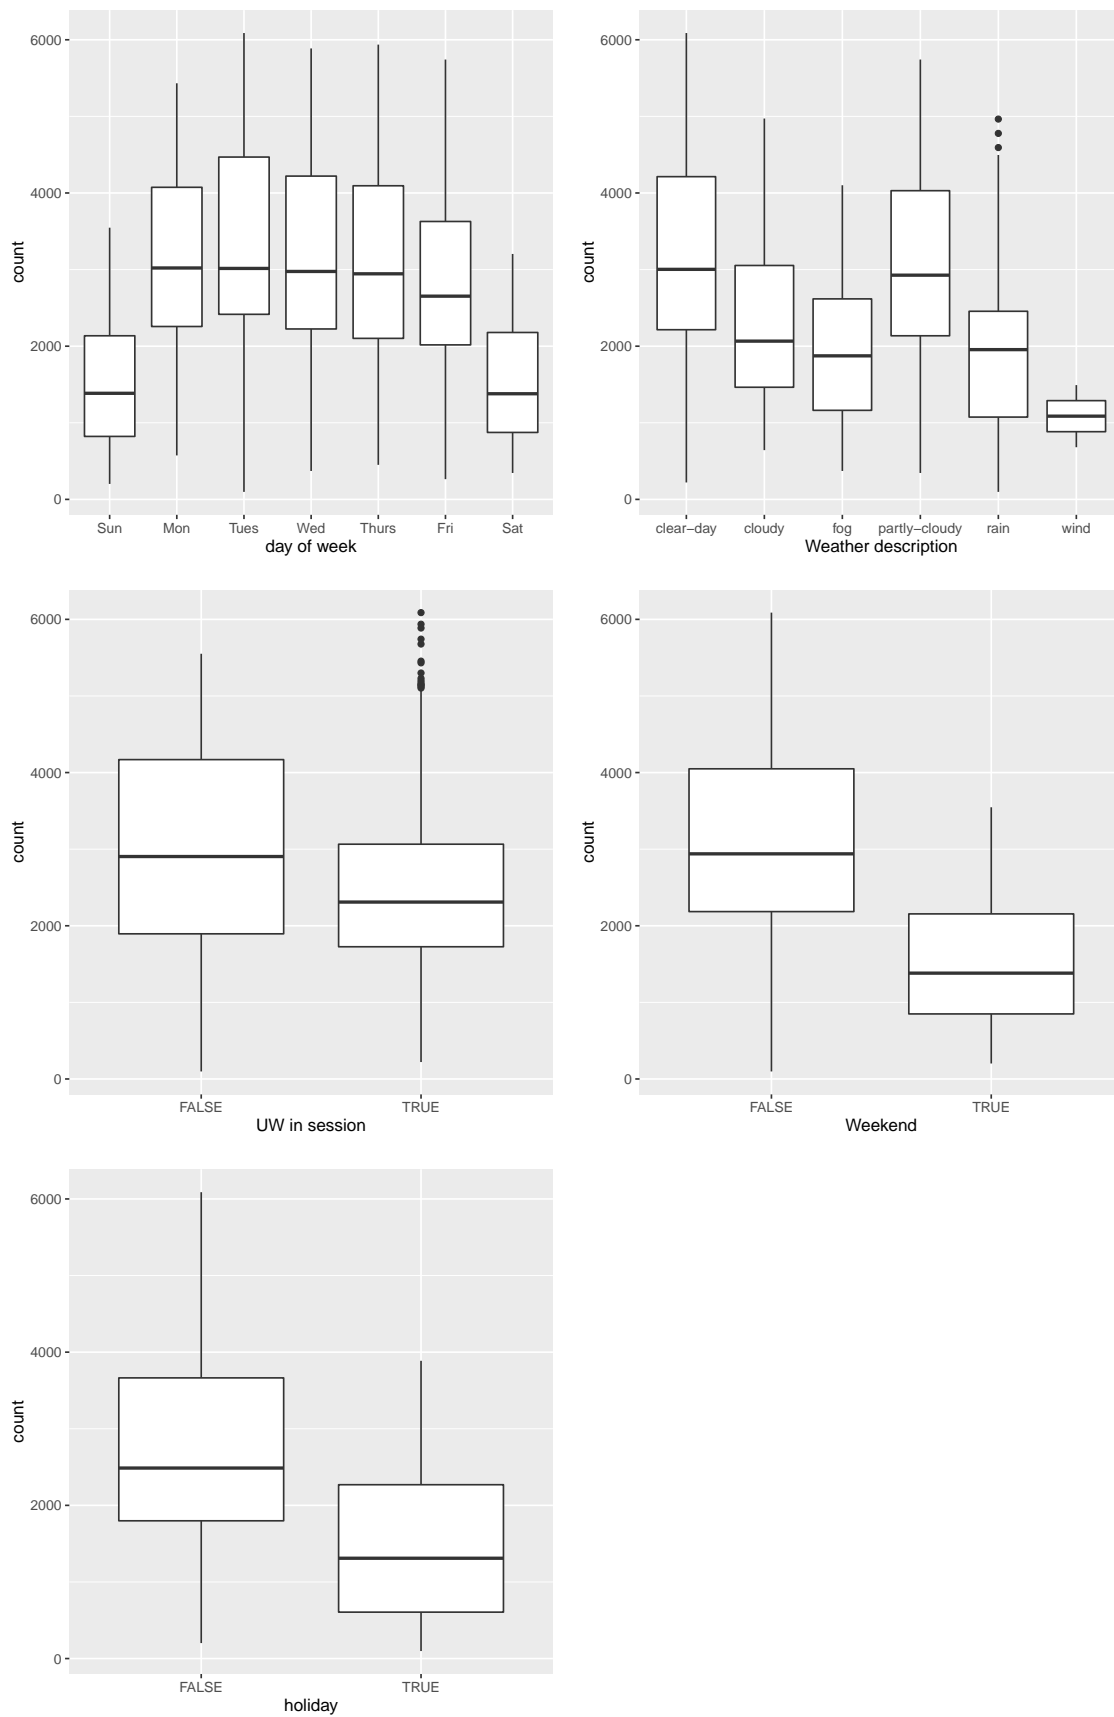 6000
4000
2000
0
count
Sun Mon Tues Wed Thurs Fri Sat
day of week
6000
4000
2000
0
count
clear−day cloudy fog partly−cloudy rain wind
Weather description
6000
4000
2000
0
count
FALSE TRUE
UW in session
6000
4000
2000
0
count
FALSE TRUE
Weekend
6000
4000
2000
0
count
FALSE TRUE
holiday